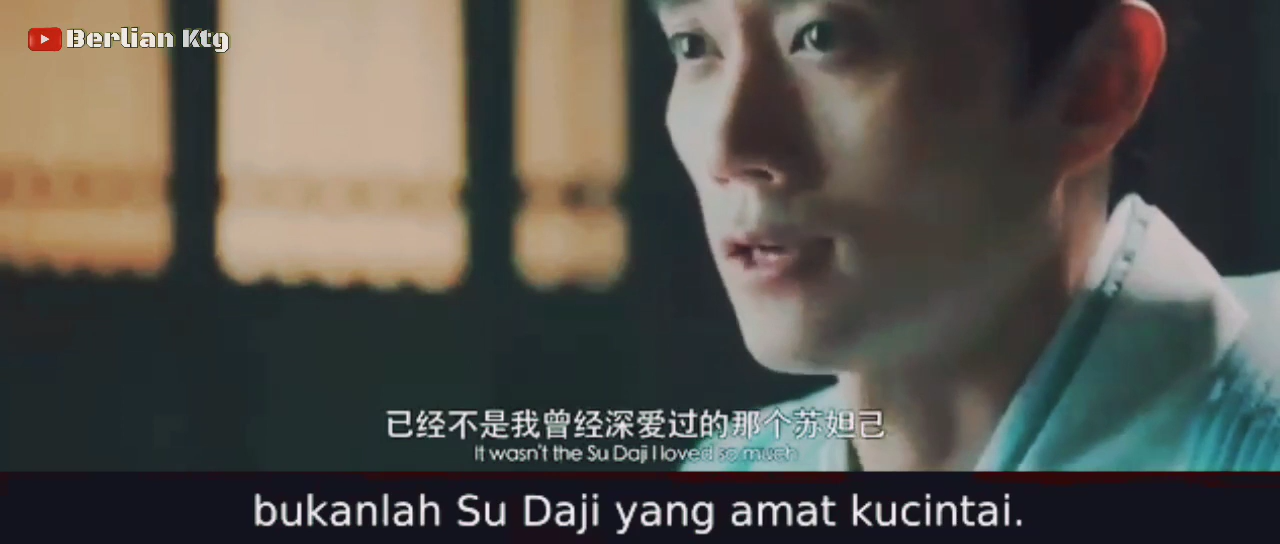 Berlian Ktg
已经不是我曾经深爱过的那个苏妲己
It wasn't the Su Daji I loved so much
bukanlah Su Daji yang amat kucintai.